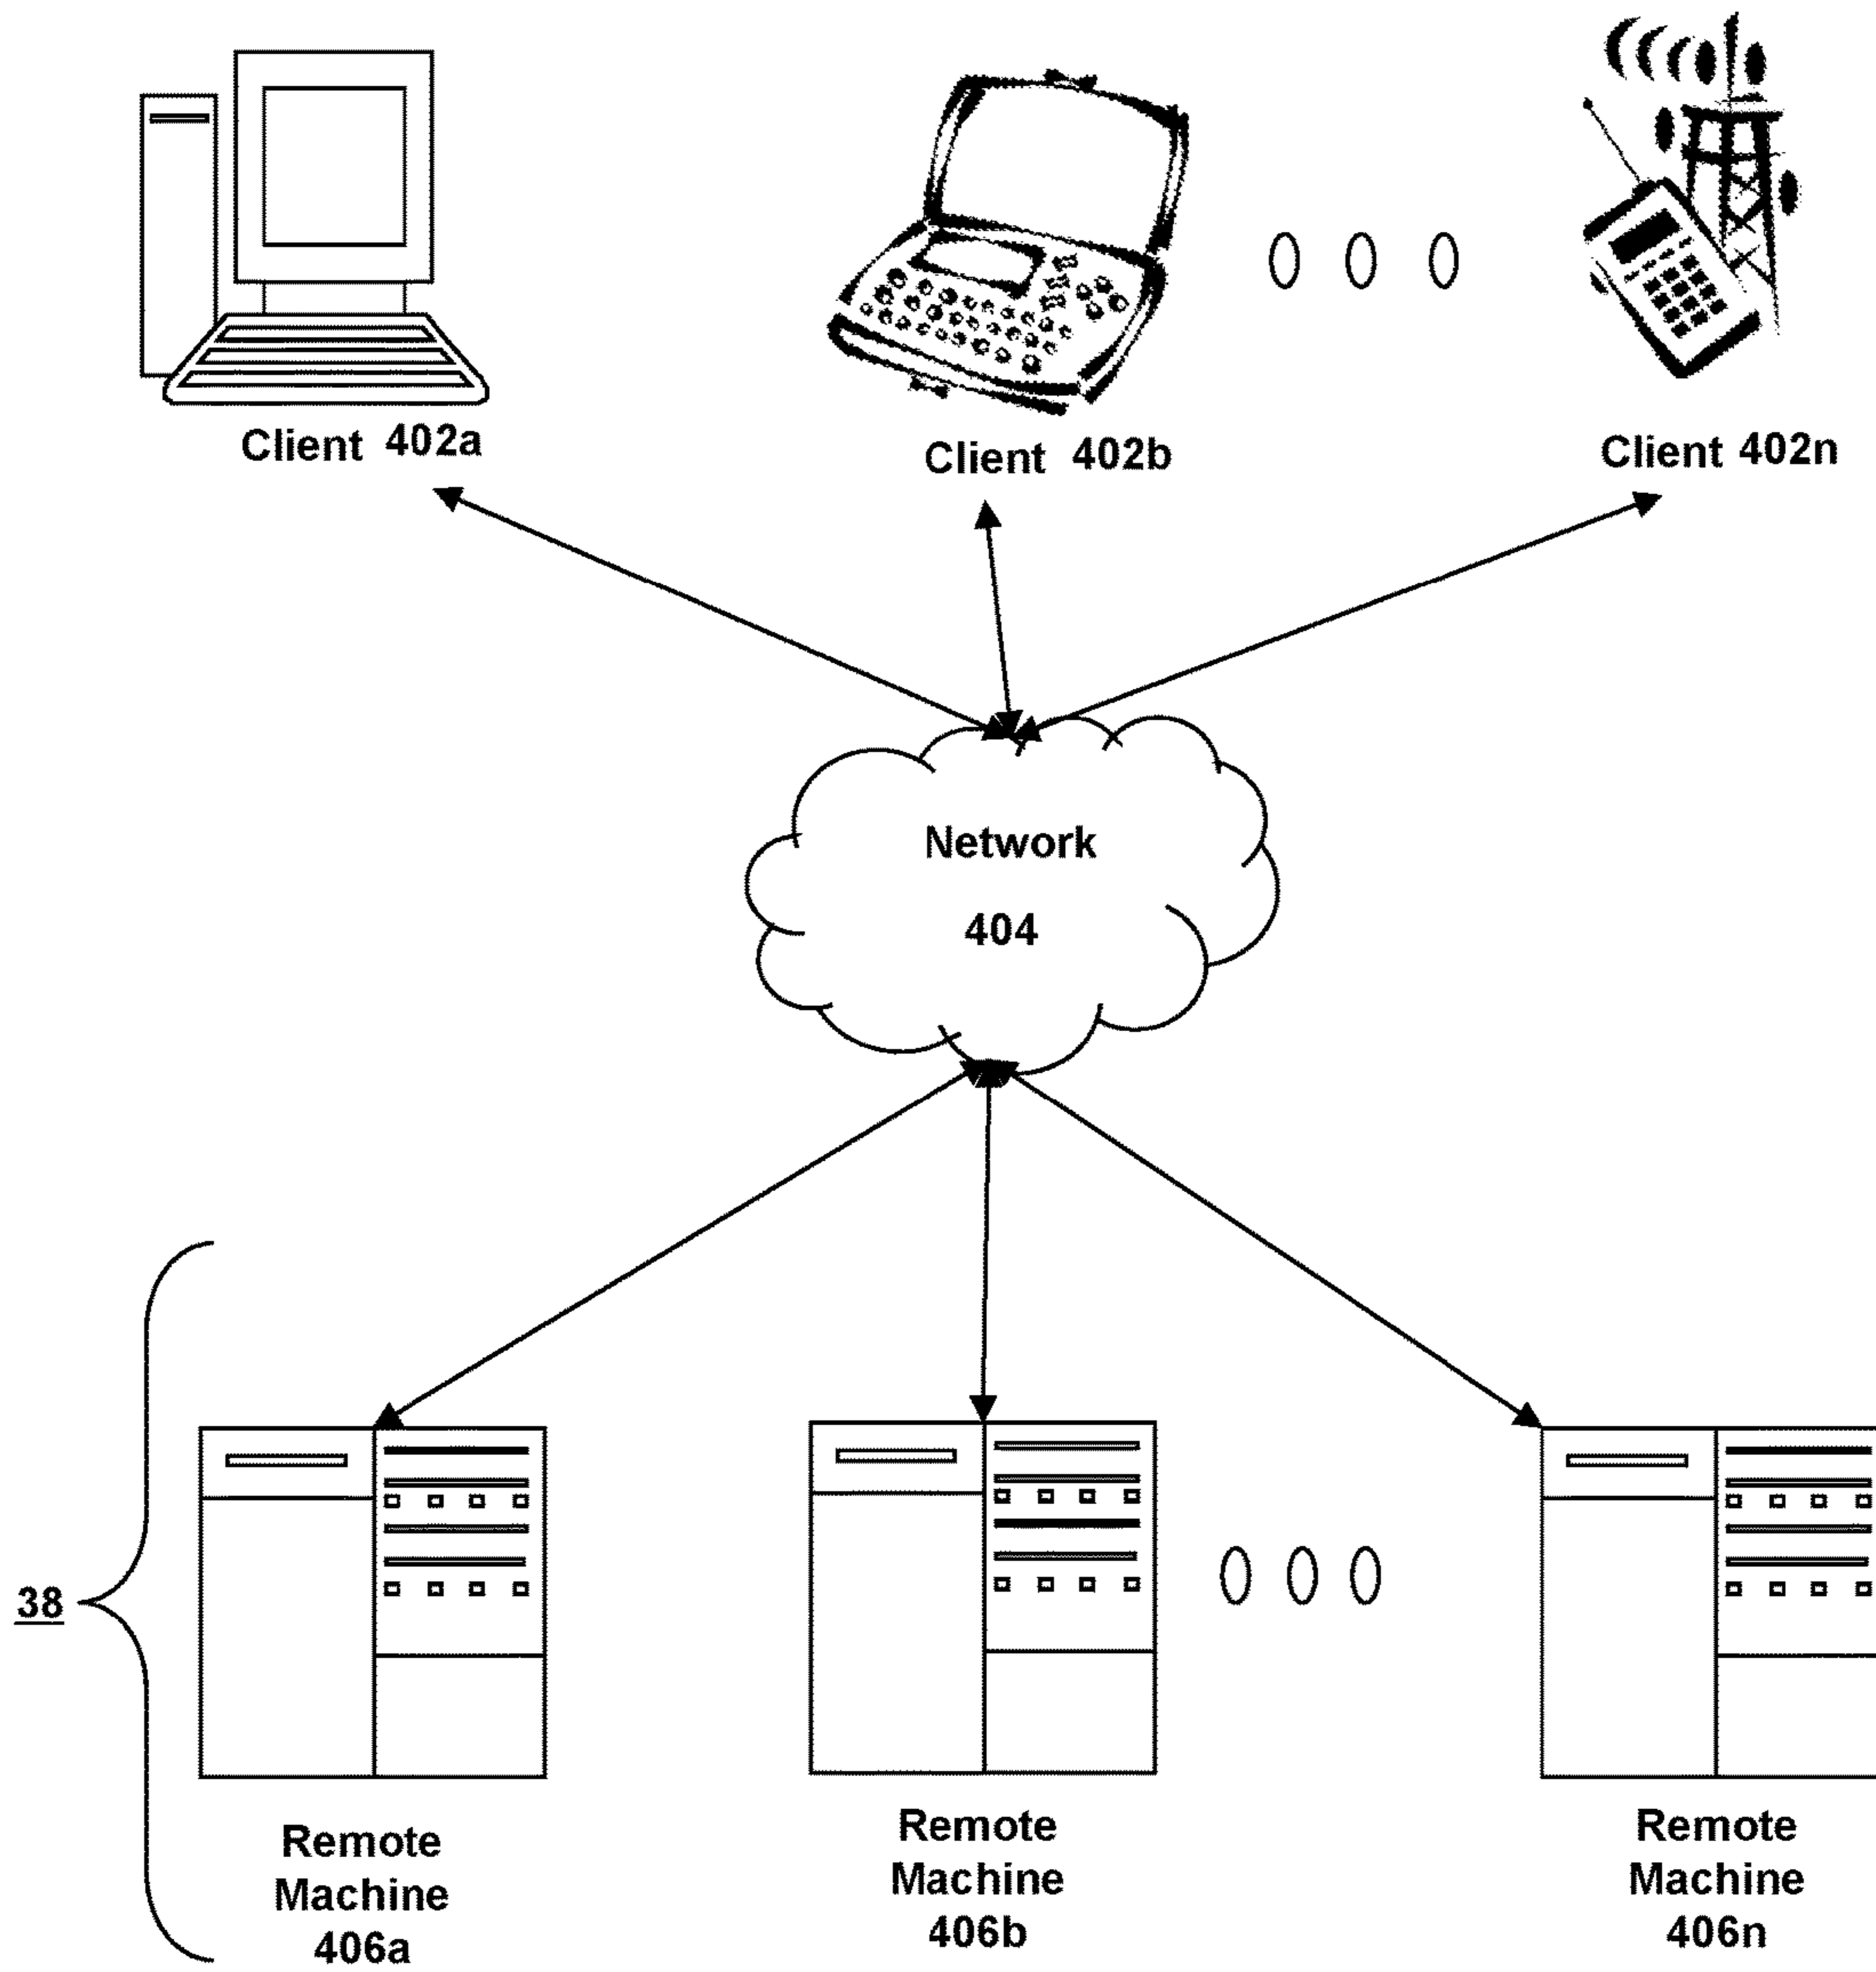 Client 402a
Client 402b
Client 402n
Network
404
38
Remote
Machine
406a
Remote
Machine
406b
Remote
Machine
406n